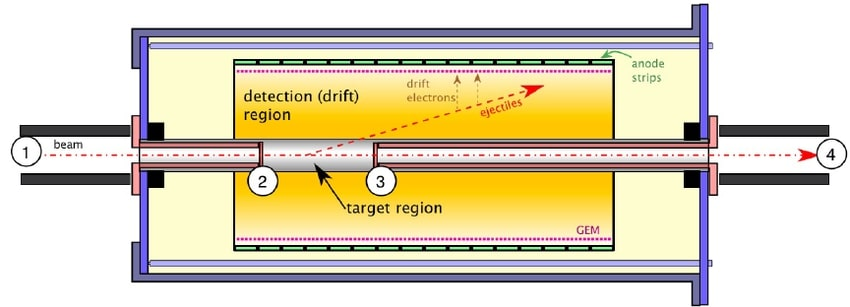 anode
strips
drift
electrons
detection (drift)
region
ejectiles
beam
1
2
3
4
target region
GEM